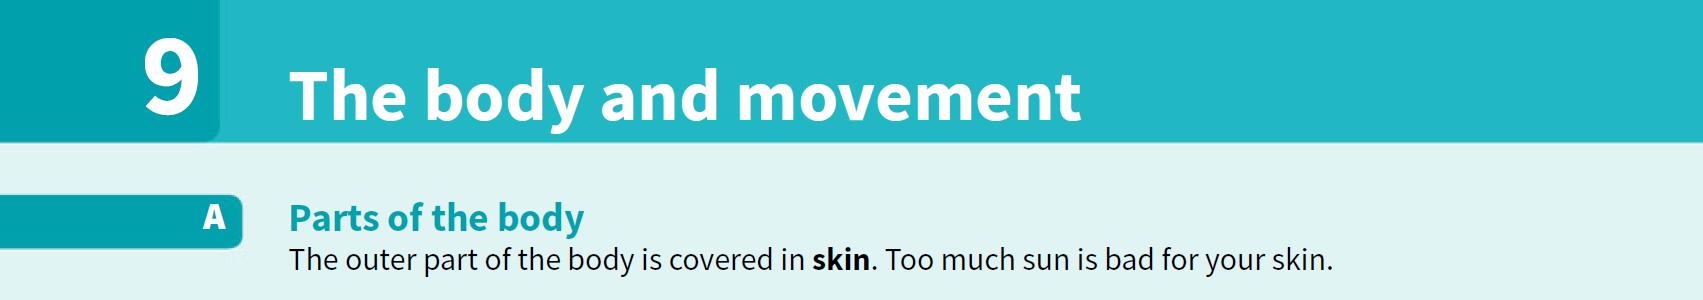 9
The body and movement
A
Parts of the body
The outer part of the body is covered in skin. Too much sun is bad for your skin.